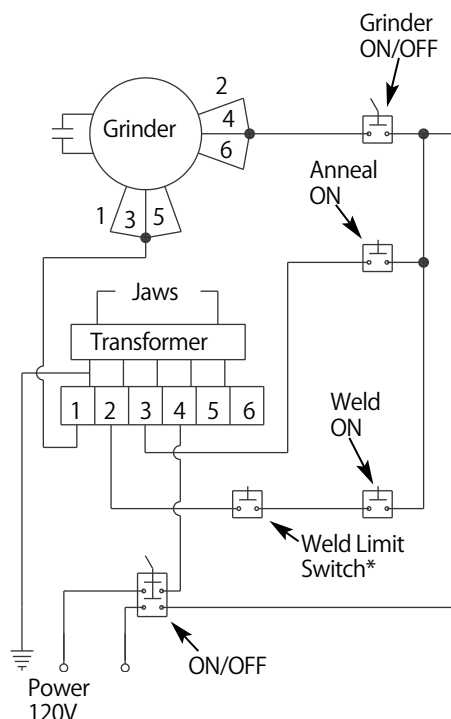 Grinder
ON/OFF
2
4
6
Grinder
Anneal
ON
1
3
5
Jaws
Transformer
1 2 3 4 5 6
Weld
ON
Weld Limit
Switch*
ON/OFF
Power
120V